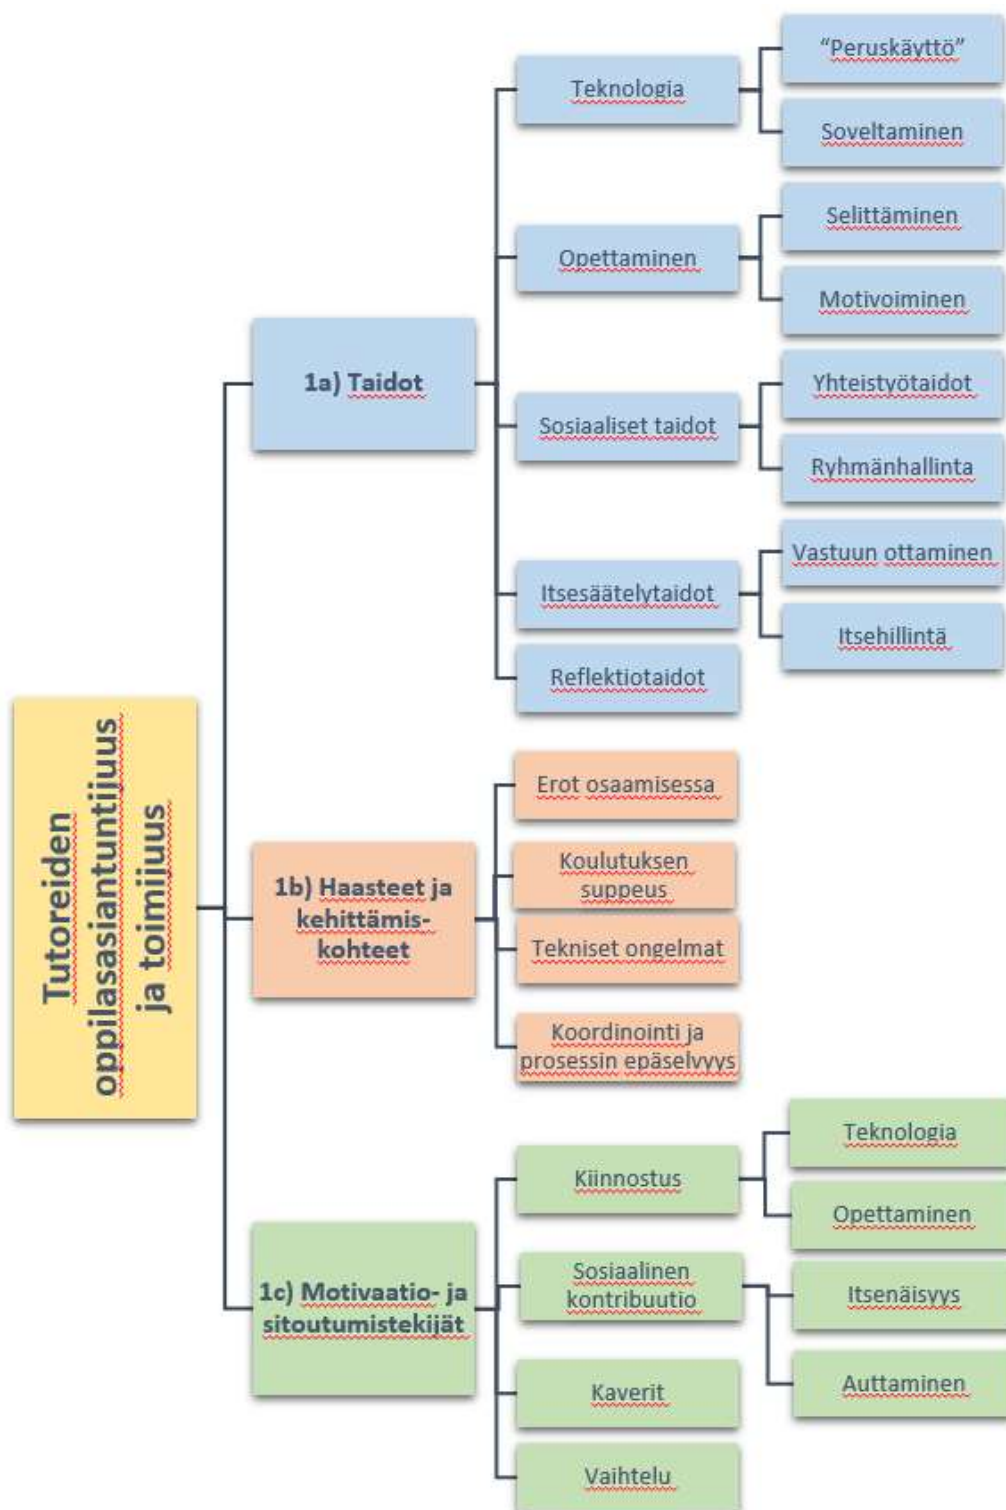 Tutoreiden
oppilasasiantuntijuus
ja toimijuus
1a) Taidot
Teknologia
“Peruskäyttö”
Soveltaminen
Opettaminen
Selittäminen
Motivoiminen
Sosiaaliset taidot
Yhteistyötaidot
Ryhmänhallinta
Itsesäätelytaidot
Vastuun ottaminen
Itsehillintä
Reflektiotaidot
1b) Haasteet ja
kehittämis-
kohteet
Erot osaamisessa
Koulutuksen
suppeus
Tekniset ongelmat
Koordinointi ja
prosessin epäselvyys
1c) Motivaatio- ja
sitoutumistekijät
Kiinnostus
Teknologia
Opettaminen
Sosiaalinen
kontribuutio
Itsenäisyys
Auttaminen
Kaverit
Vaihtelu